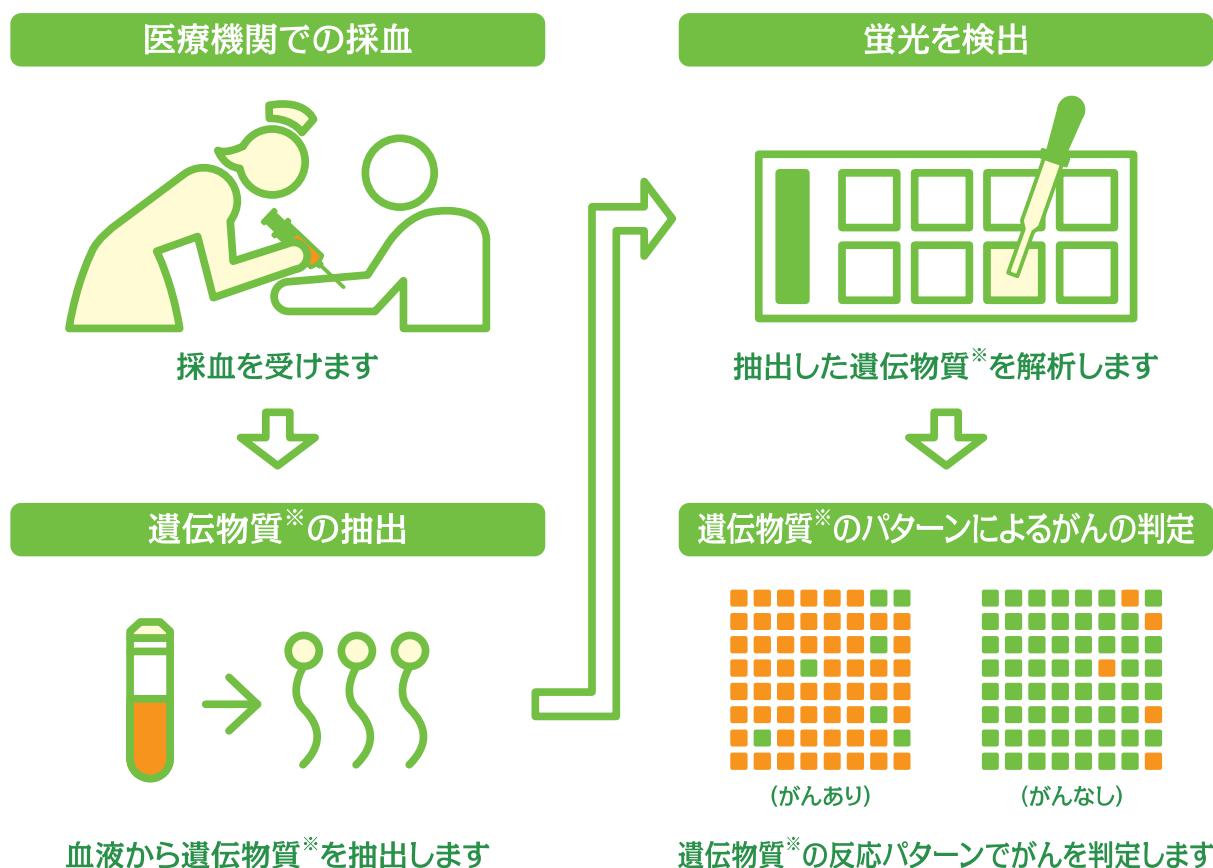 医療機関での採血
採血を受けます
遺伝物質※の抽出
血液から遺伝物質※を抽出します
蛍光を検出
抽出した遺伝物質※を解析します
遺伝物質※のパターンによるがんの判定
(がんあり)
(がんなし)
遺伝物質※の反応パターンでがんを判定します